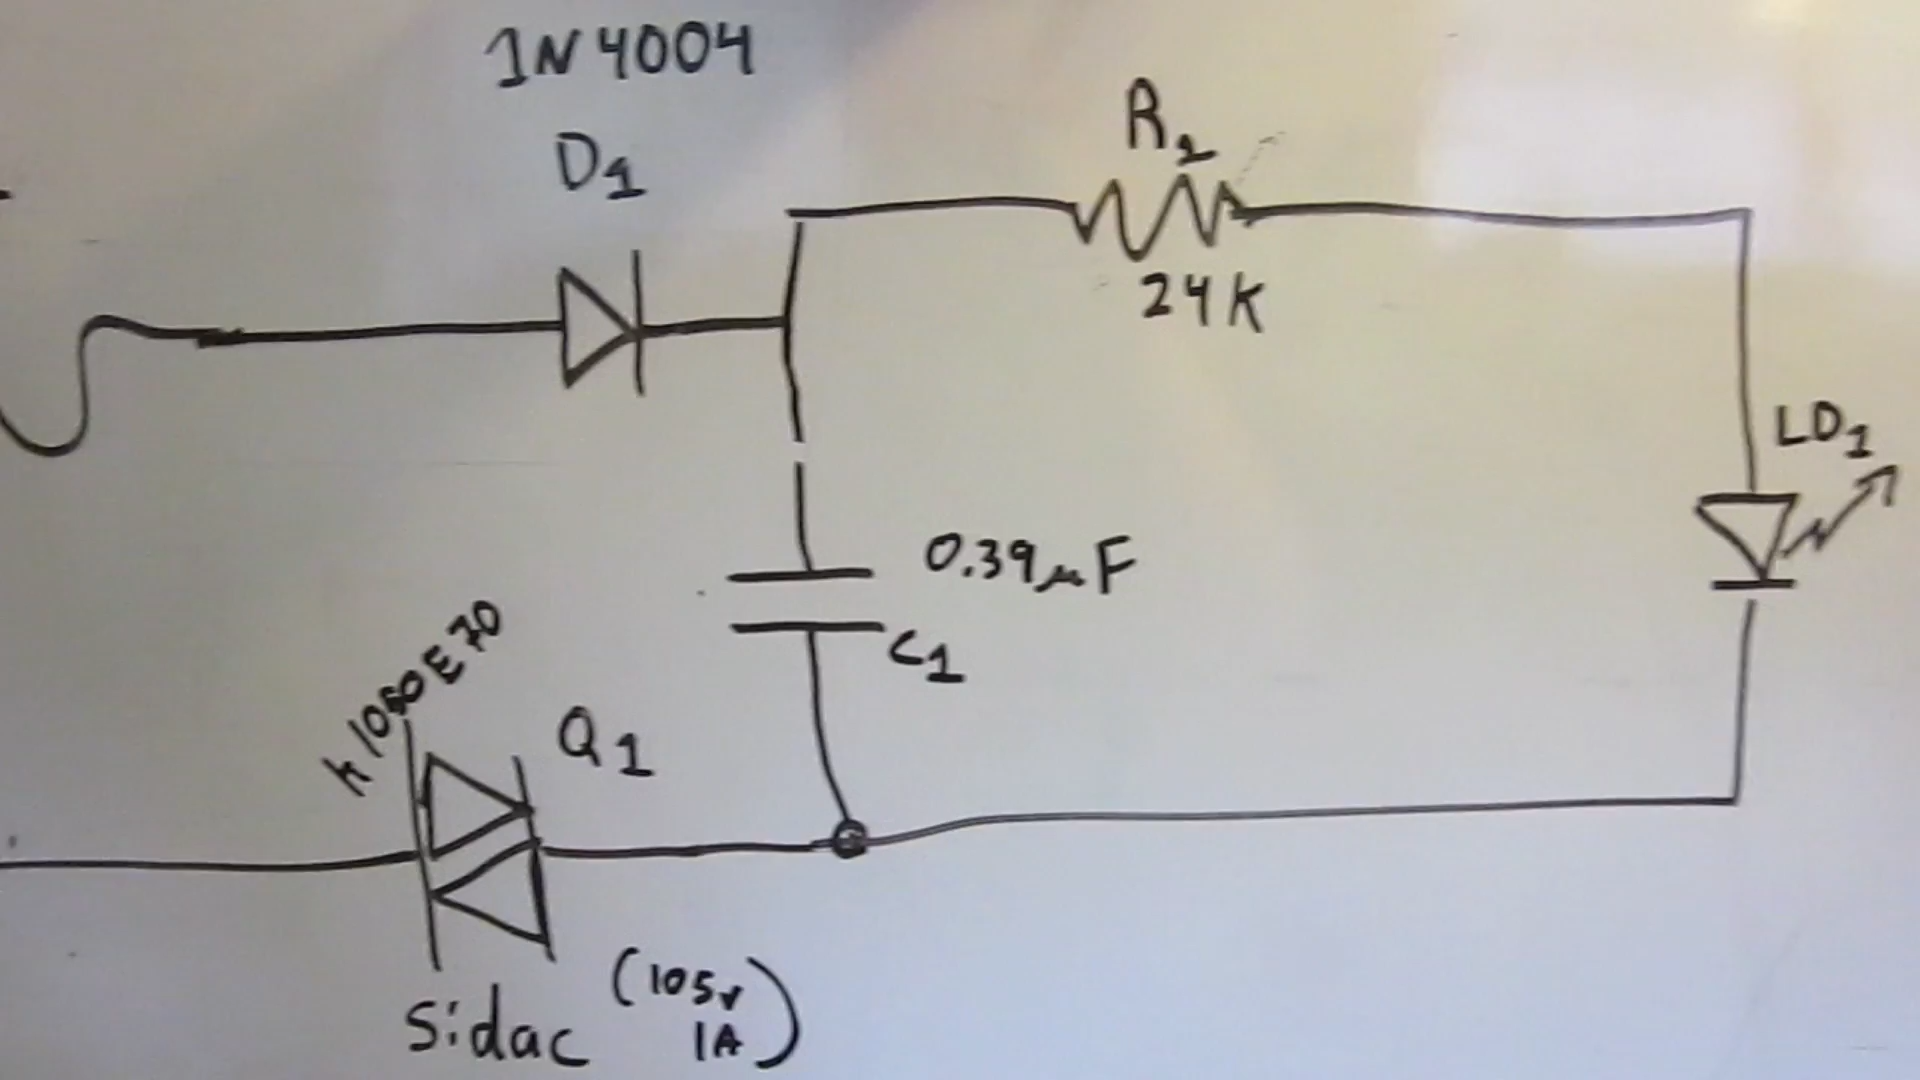 1N4004
D1
R1
24K
LD1
0.39µF
C1
K1050E70
Q1
Sidac
(105v
1A)